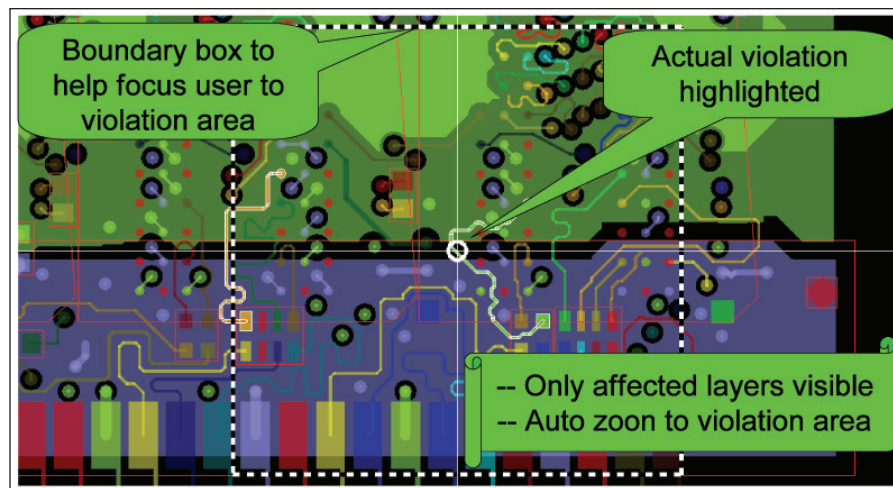 Boundary box to
help focus user to
violation area
Actual violation
highlighted
-- Only affected layers visible
-- Auto zoon to violation area